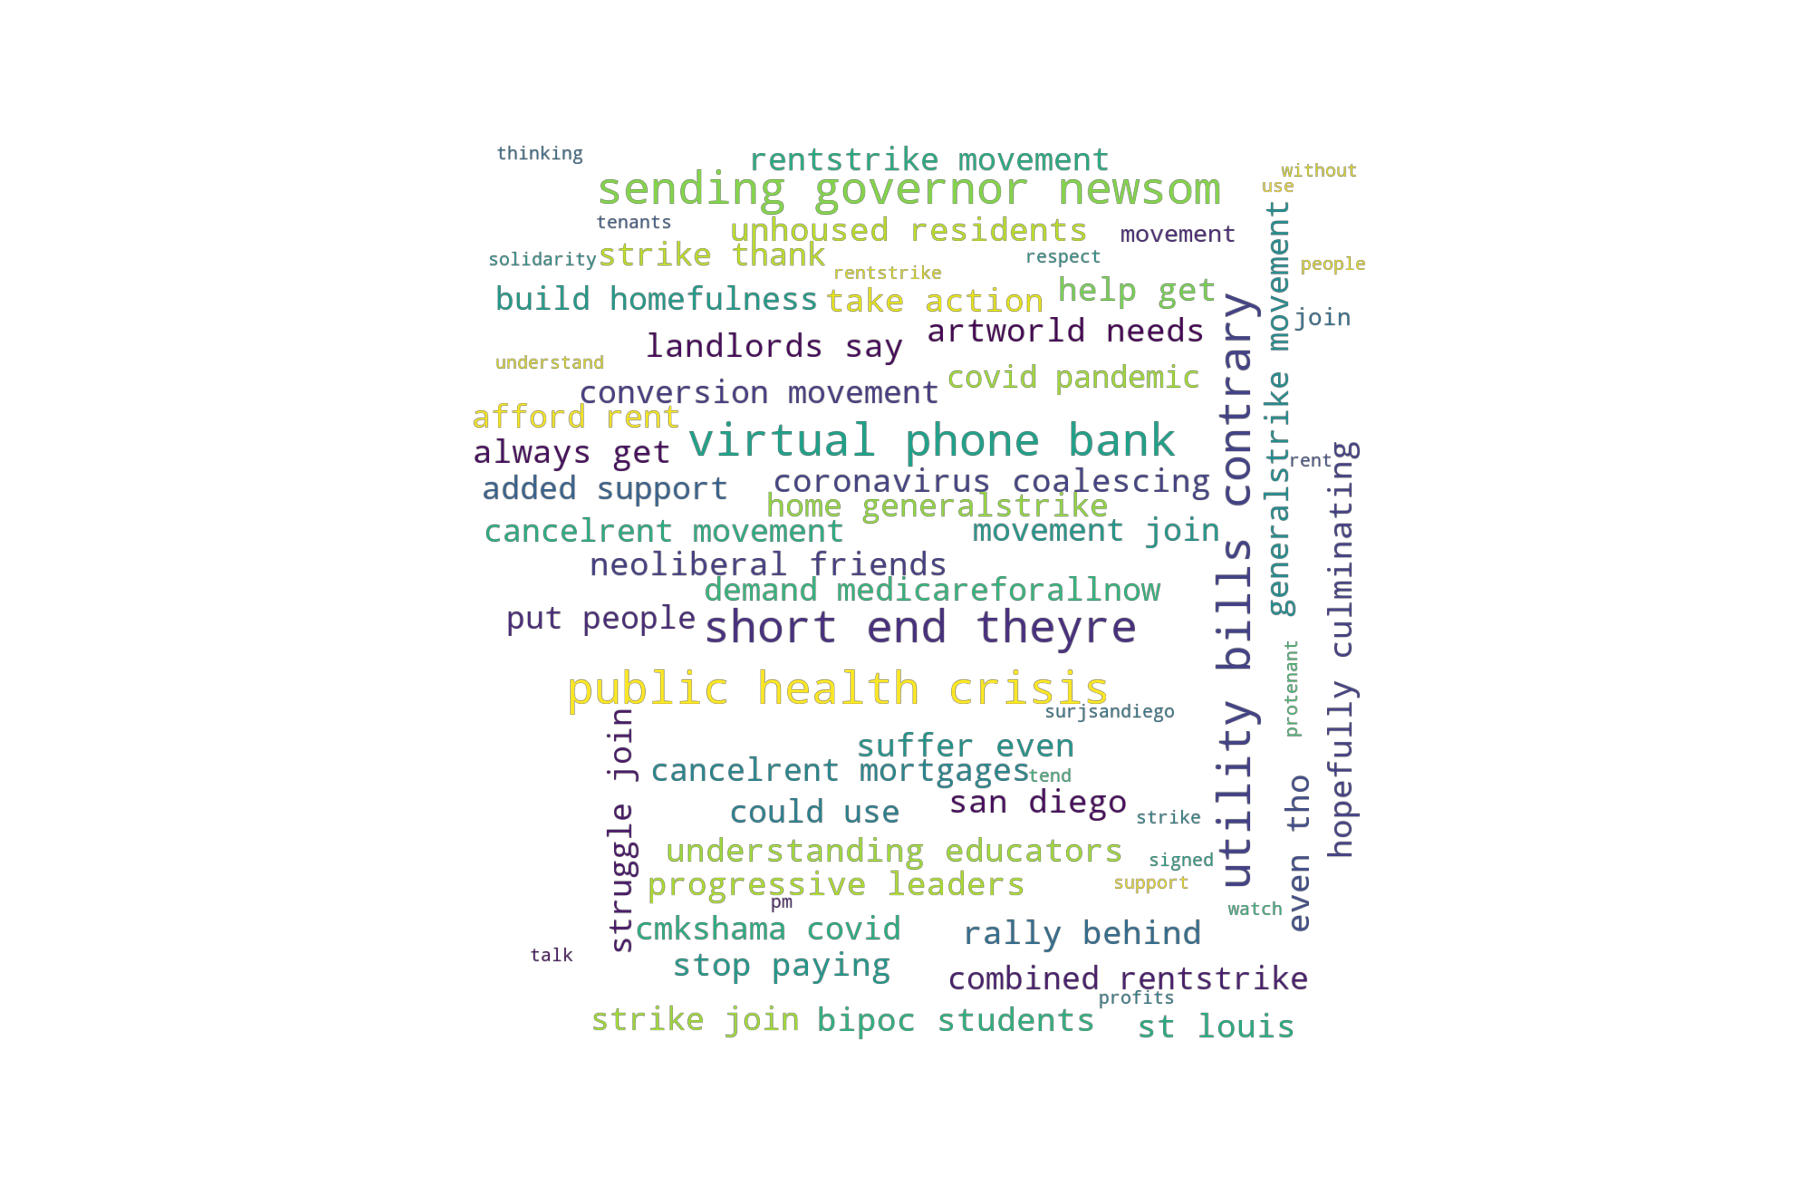 thinking
rentstrike movement
without
sending governor newsom
use
tenants
unhoused residents
movement
solidarity
strike thank
respect
rentstrike
people
build homefulness
take action
help get
generalstrike movement
join
landlords say
artworld needs
understand
conversion movement
covid pandemic
utility bills contrary
afford rent
always get
virtual phone bank
rent
added support
coronavirus coalescing
home generalstrike
cancelrent movement
movement join
hopefully culminating
neoliberal friends
demand medicareforallnow
put people
short end theyre
public health crisis
protenant
surjsandiego
struggle join
suffer even
cancelrent mortgages
tend
could use
san diego
strike
even tho
understanding educators
signed
progressive leaders
support
pm
watch
cmkshama covid
rally behind
talk
stop paying
combined rentstrike
profits
strike join
bipoc students
st louis